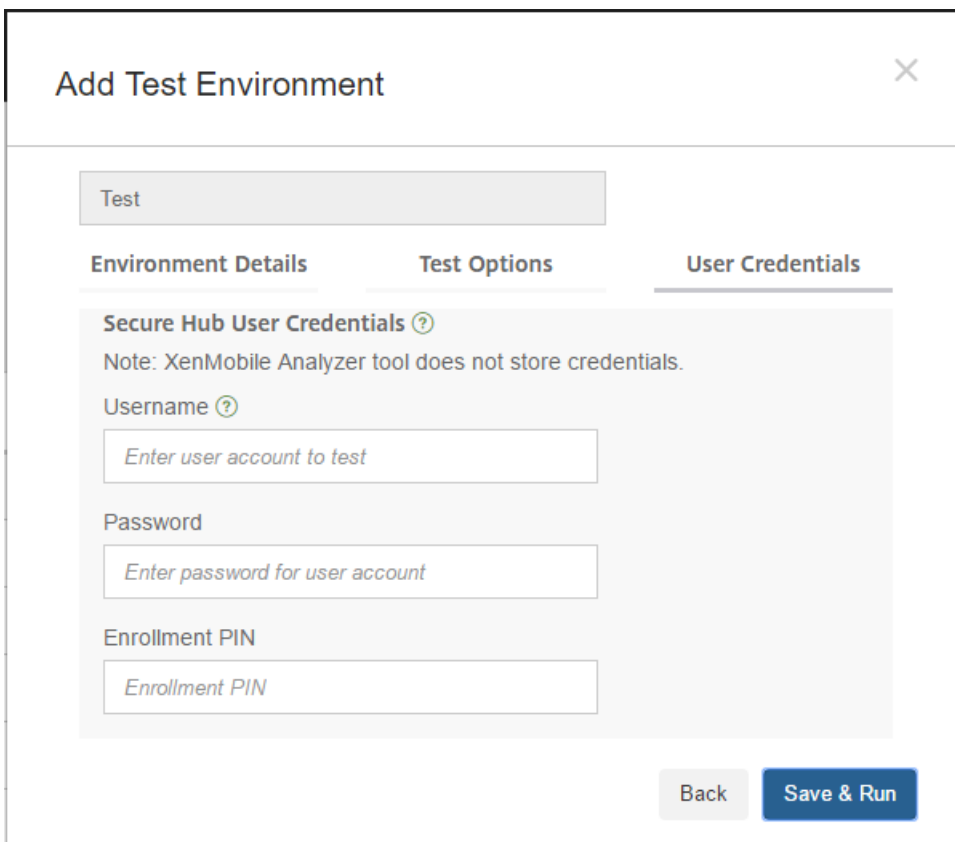 Add Test Environment
Test
Environment Details Test Options User Credentials
Secure Hub User Credentials ?
Note: XenMobile Analyzer tool does not store credentials.
Username ?
Enter user account to test
Password
Enter password for user account
Enrollment PIN
Enrollment PIN
Back Save & Run